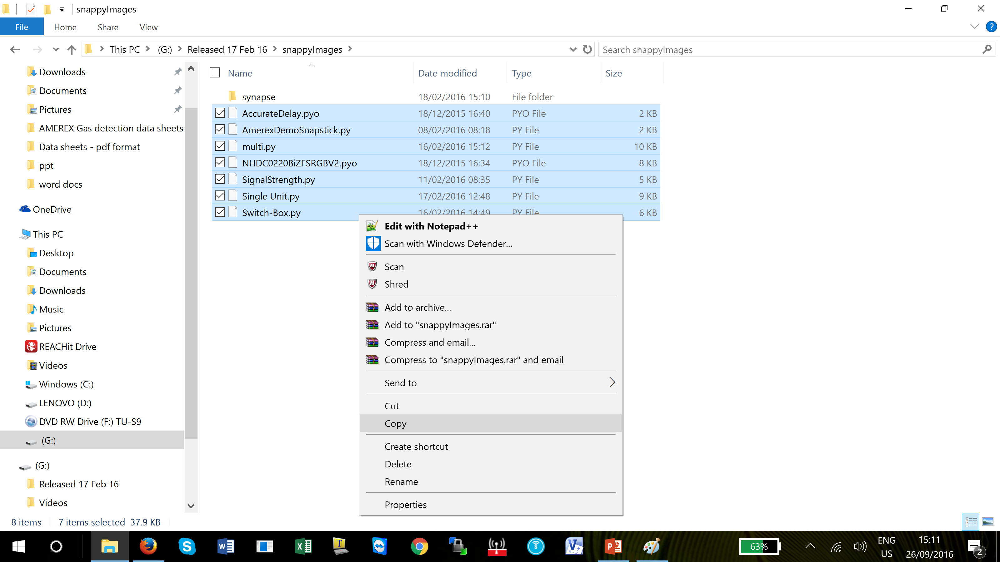 snappyImages
File Home Share View
This PC (G:) Released 17 Feb 16 snappyImages
Search snappyImages
Downloads
Documents
Pictures
AMEREX Gas detection data sheets
Data sheets - pdf format
ppt
word docs
OneDrive
This PC
Desktop
Documents
Downloads
Music
Pictures
REACHit Drive
Videos
Windows (C:)
LENOVO (D:)
DVD RW Drive (F:) TU-S9
(G:)
(G:)
Released 17 Feb 16
Videos
Name Date modified Type Size
synapse 18/02/2016 15:10 File folder
AccurateDelay.pyo 18/12/2015 16:40 PYO File 2 KB
AmerexDemoSnapstick.py 08/02/2016 08:18 PY File 2 KB
multi.py 16/02/2016 15:12 PY File 10 KB
NHDC0220BiZFSRGBV2.pyo 18/12/2015 16:34 PYO File 8 KB
SignalStrength.py 11/02/2016 08:35 PY File 5 KB
Single Unit.py 17/02/2016 12:48 PY File 9 KB
Switch-Box.py 16/02/2016 14:49 PY File 6 KB
Edit with Notepad++
Scan with Windows Defender...
Scan
Shred
Add to archive...
Add to "snappyImages.rar"
Compress and email...
Compress to "snappyImages.rar" and email
Send to
Cut
Copy
Create shortcut
Delete
Rename
Properties
8 items 7 items selected 37.9 KB
63%
ENG
US
15:11
26/09/2016
2